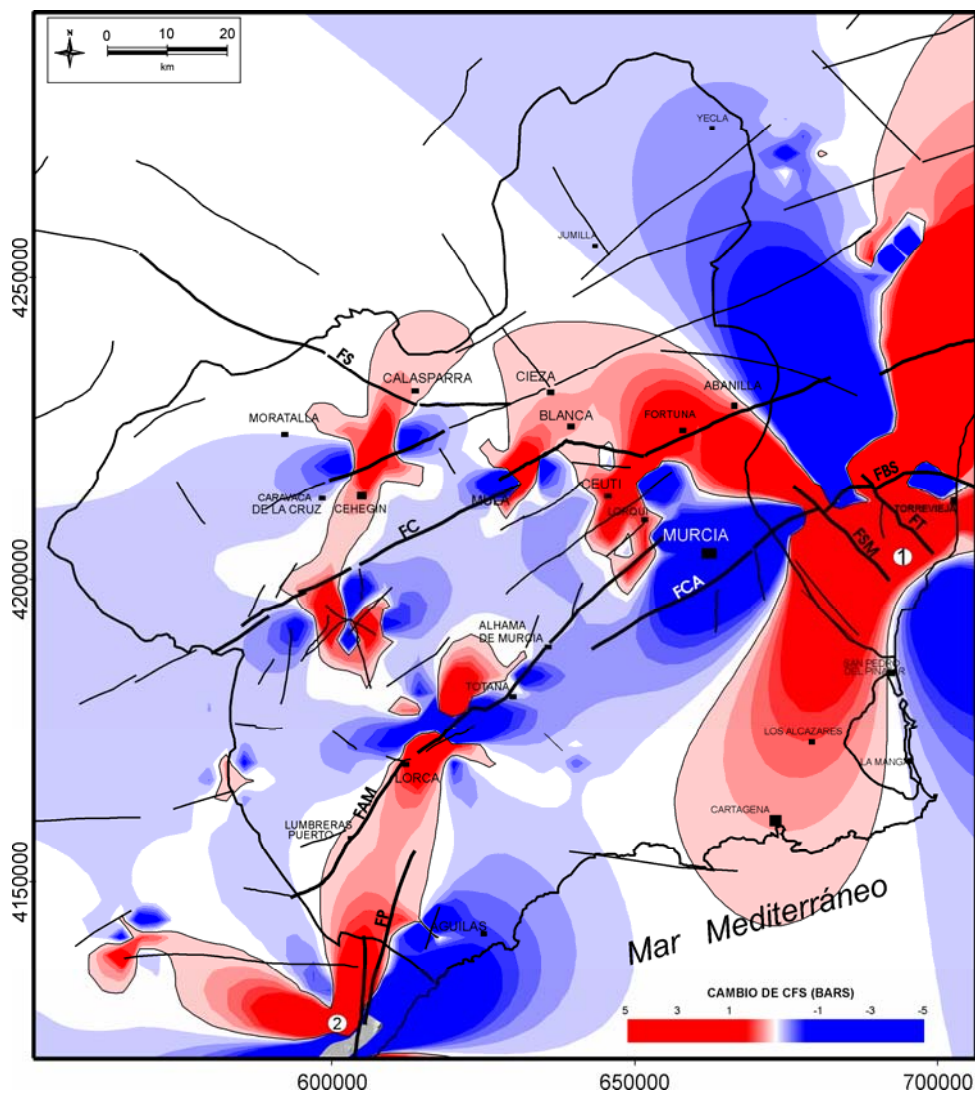 N
0 10 20
km
YECLA
JUMILLA
4250000
FS
CALASPARRA
CIEZA
ABANILLA
MORATALLA
BLANCA
FORTUNA
CARAVACA
DE LA CRUZ
CEHEGIN
MULA
CEUTI
LORQUI
FBS
TORREVIEJA
FT
FC
MURCIA
FSM
1
4200000
FCA
ALHAMA
DE MURCIA
TOTANA
SAN PEDRO
DEL PINATAR
LOS ALCAZARES
LA MANGA
LORCA
FAM
CARTAGENA
LUMBRERAS
PUERTO
4150000
FP
AGUILAS
Mar Mediterráneo
CAMBIO DE CFS (BARS)
5 3 1 -1 -3 -5
2
600000 650000 700000